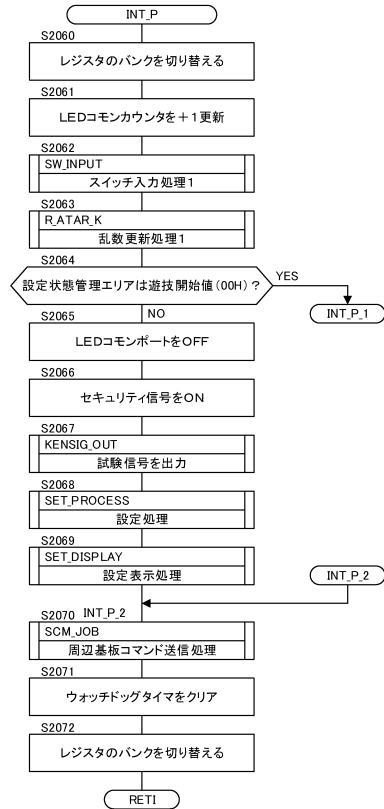 INT_P
S2060
レジスタのバンクを切り替える
S2061
LEDコモンカウンタを＋１更新
S2062
SW_INPUT
スイッチ入力処理１
S2063
R_ATAR_K
乱数更新処理１
S2064
設定状態管理エリアは遊技開始値(00H)？
YES
INT_P_1
NO
S2065
LEDコモンポートをOFF
S2066
セキュリティ信号をON
S2067
KENSIG_OUT
試験信号を出力
S2068
SET_PROCESS
設定処理
S2069
SET_DISPLAY
設定表示処理
INT_P_2
S2070
INT_P_2
SCM_JOB
周辺基板コマンド送信処理
S2071
ウォッチドッグタイマをクリア
S2072
レジスタのバンクを切り替える
RETI